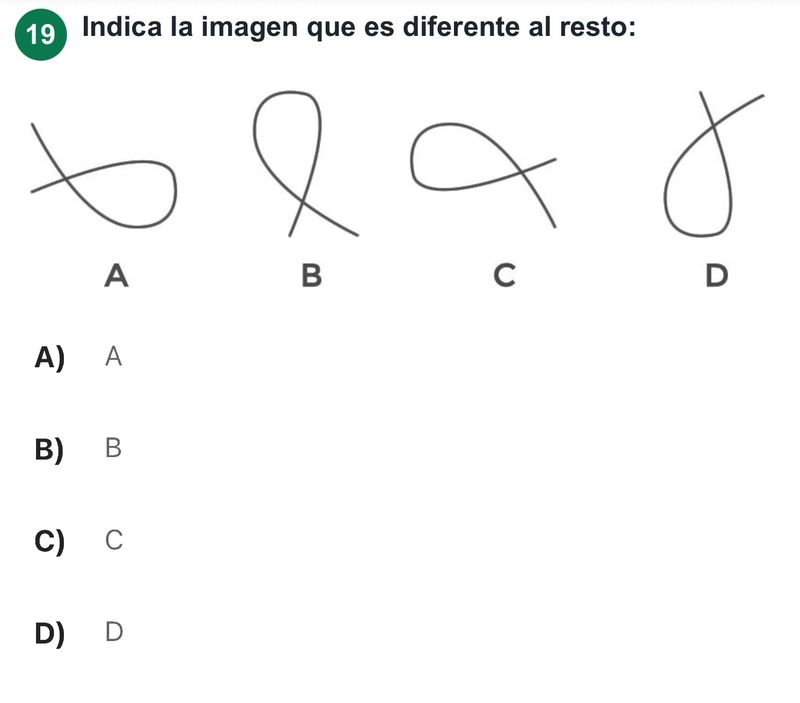 19 Indica la imagen que es diferente al resto:
A B C D
A) A
B) B
C) C
D) D